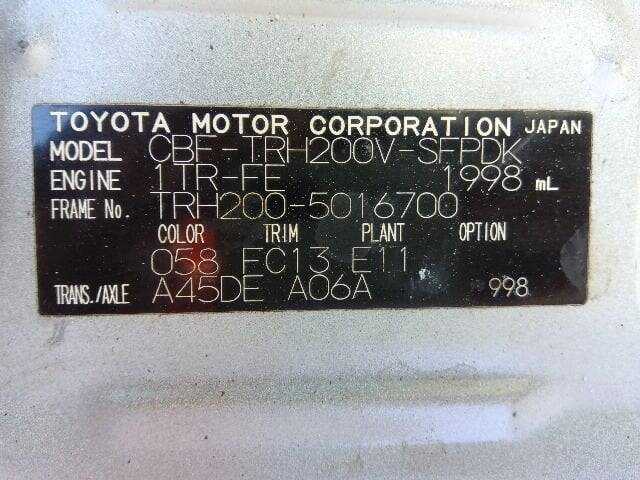 TOYOTA MOTOR CORPORATION JAPAN
MODEL CBF-TRH200V-SFPDK
ENGINE 1TR-FE 1998 mL
FRAME No. TRH200-5016700
COLOR TRIM PLANT OPTION
058 FC13 E11
TRANS./AXLE A45DE A06A 998